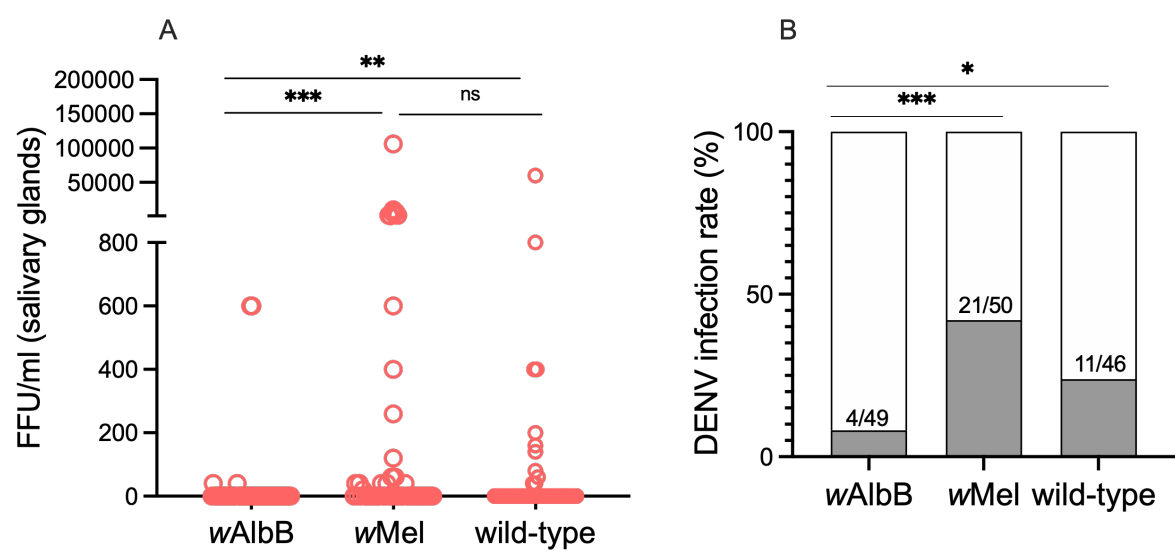 A
B
FFU/ml (salivary glands)
200000
150000
100000
50000
800
600
400
200
0
**
***
ns
wAlbB
wMel
wild-type
DENV infection rate (%)
100
50
0
*
***
4/49
21/50
11/46
wAlbB
wMel
wild-type